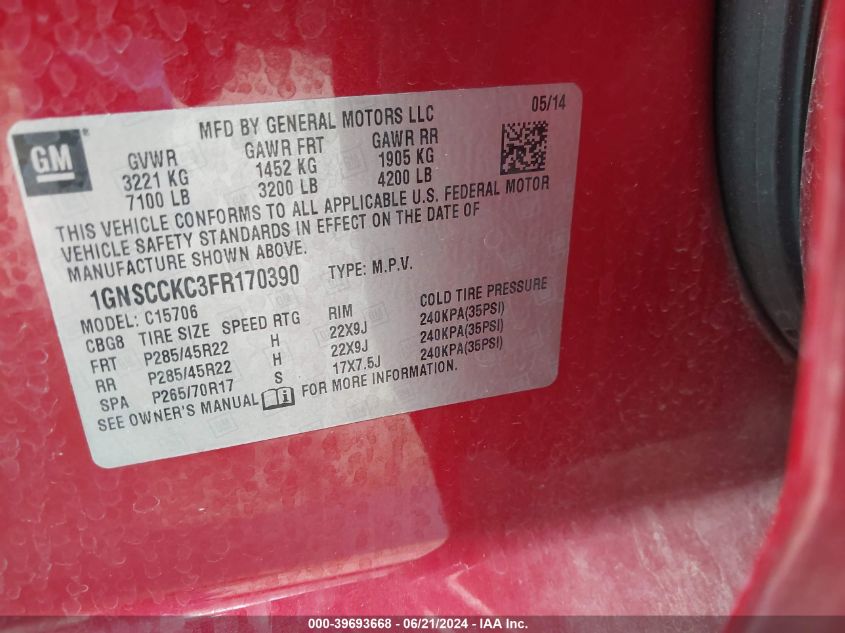 MFD BY GENERAL MOTORS LLC 05/14
GM
GVWR GAWR FRT GAWR RR
3221 KG 1452 KG 1905 KG
7100 LB 3200 LB 4200 LB
THIS VEHICLE CONFORMS TO ALL APPLICABLE U.S. FEDERAL MOTOR
VEHICLE SAFETY STANDARDS IN EFFECT ON THE DATE OF
MANUFACTURE SHOWN ABOVE.
1GNSCCKC3FR170390 TYPE: M.P.V.
MODEL: C15706
CBG8 TIRE SIZE SPEED RTG RIM COLD TIRE PRESSURE
FRT P285/45R22 H 22X9J 240KPA(35PSI)
RR P285/45R22 H 22X9J 240KPA(35PSI)
SPA P265/70R17 S 17X7.5J 240KPA(35PSI)
SEE OWNER'S MANUAL FOR MORE INFORMATION.
000-39693668 - 06/21/2024 - IAAI.com